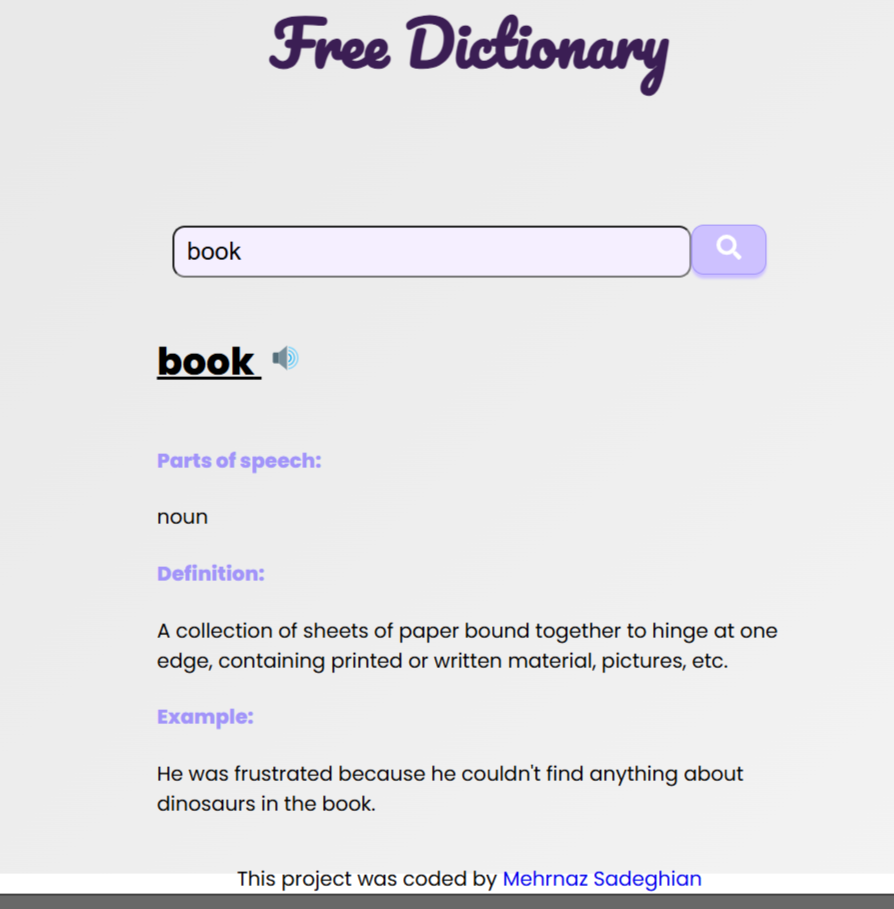 Free Dictionary
book
book
Parts of speech:
noun
Definition:
A collection of sheets of paper bound together to hinge at one
edge, containing printed or written material, pictures, etc.
Example:
He was frustrated because he couldn't find anything about
dinosaurs in the book.
This project was coded by Mehrnaz Sadeghian